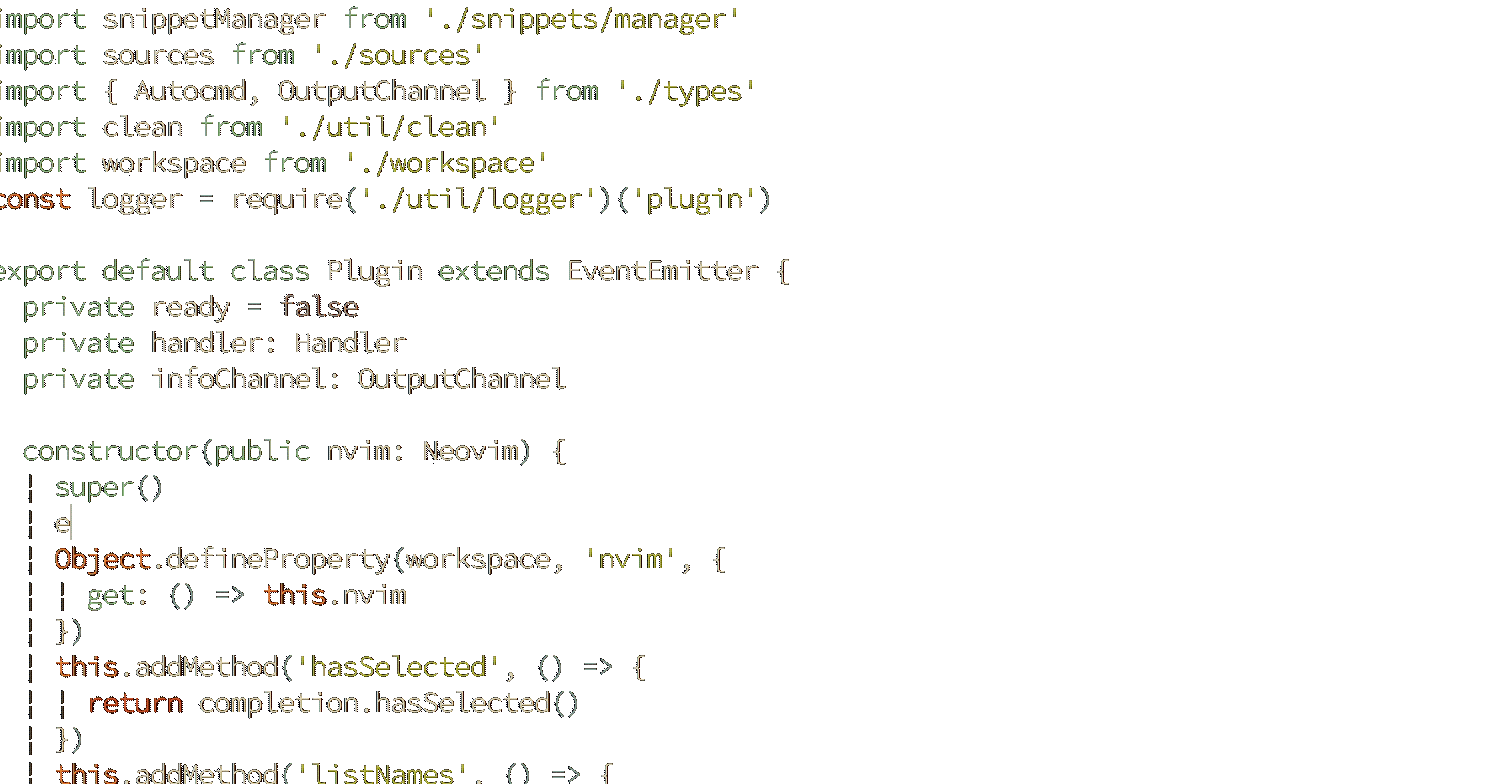 import snippetManager from './snippets/manager'
import sources from './sources'
import { Autocmd, OutputChannel } from './types'
import clean from './util/clean'
import workspace from './workspace'
const logger = require('./util/logger')('plugin')

export default class Plugin extends EventEmitter {
  private ready = false
  private handler: Handler
  private infoChannel: OutputChannel

  constructor(public nvim: Neovim) {
  ¦ super()
  ¦ e
  ¦ Object.defineProperty(workspace, 'nvim', {
  ¦ ¦ get: () => this.nvim
  ¦ })
  ¦ this.addMethod('hasSelected', () => {
  ¦ ¦ return completion.hasSelected()
  ¦ })
  ¦ this.addMethod('listNames', () => {